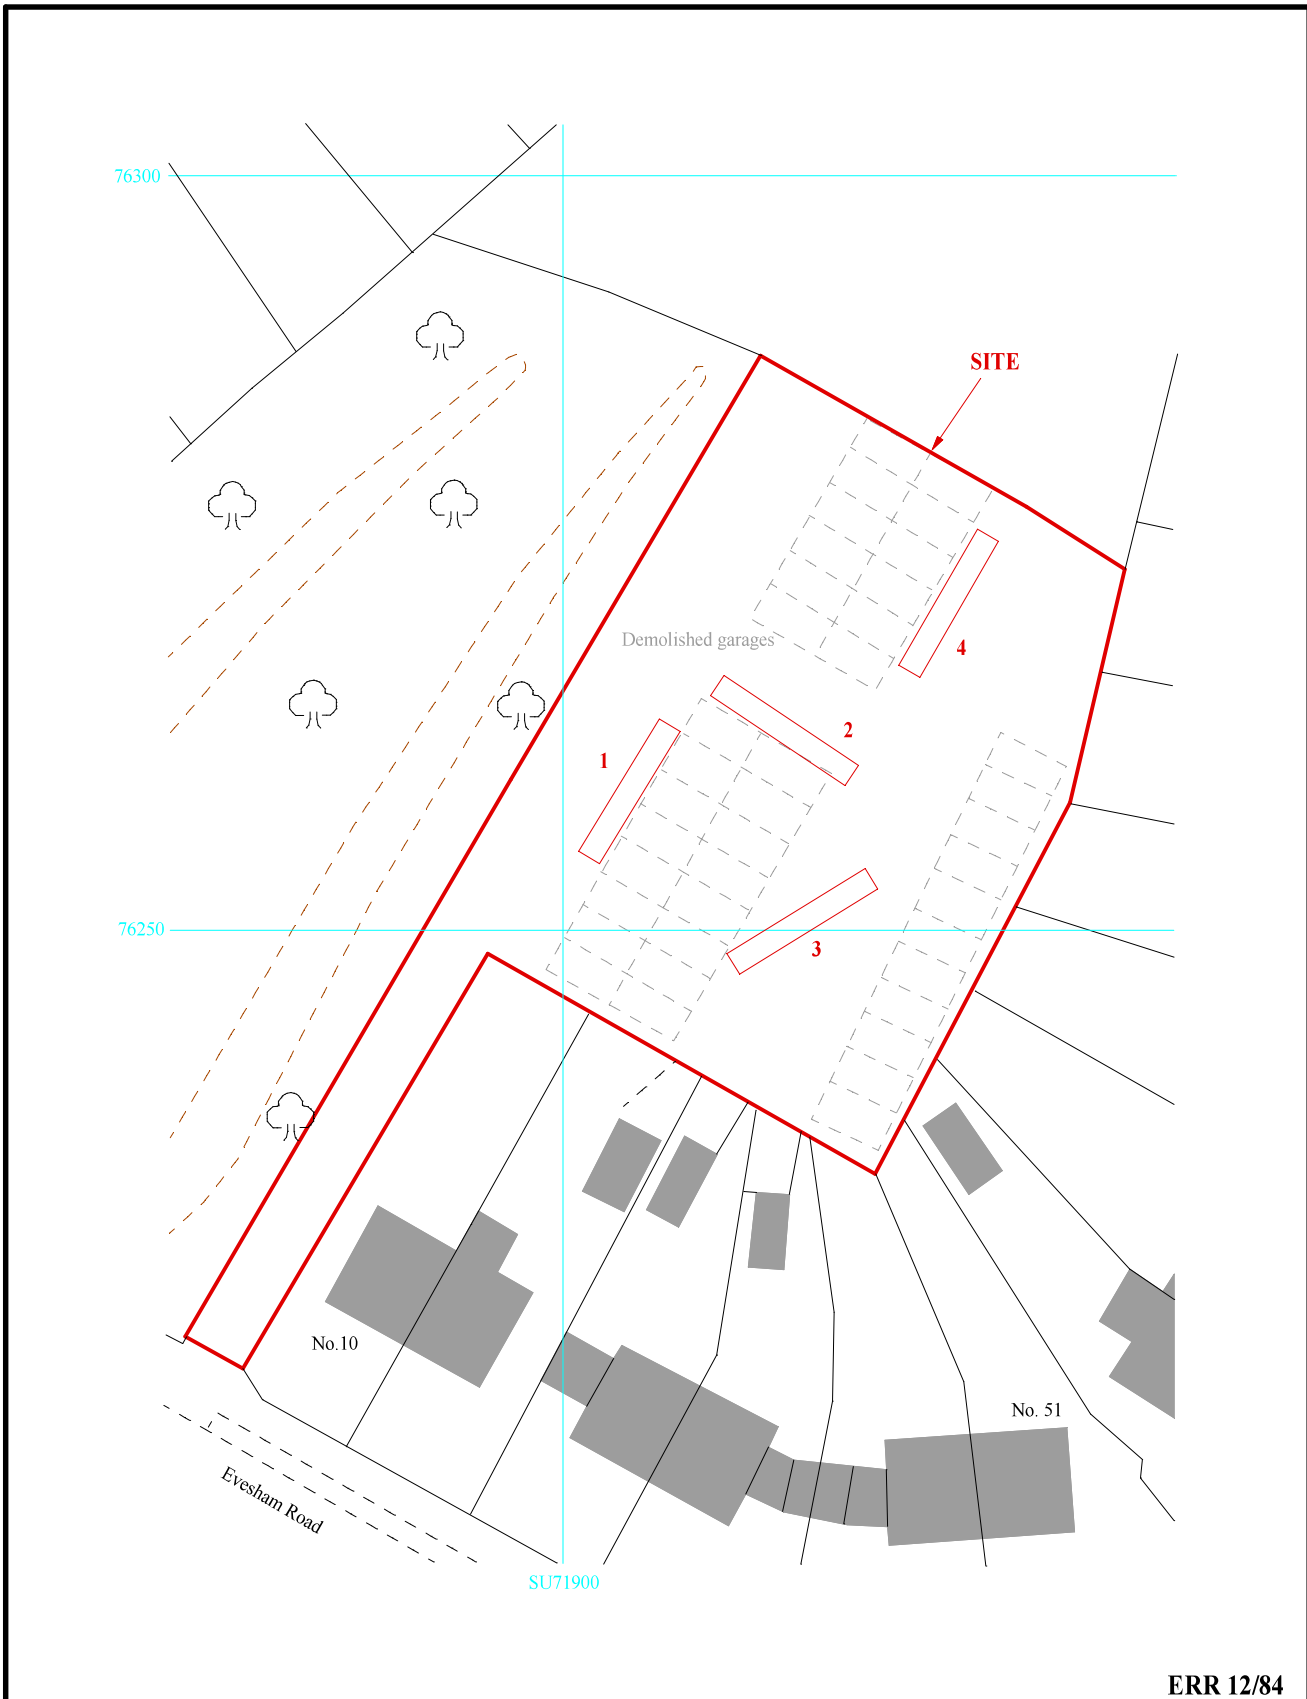 76300
SITE
Demolished garages
4
2
1
76250
3
No.10
No. 51
Evesham Road
SU71900
ERR 12/84